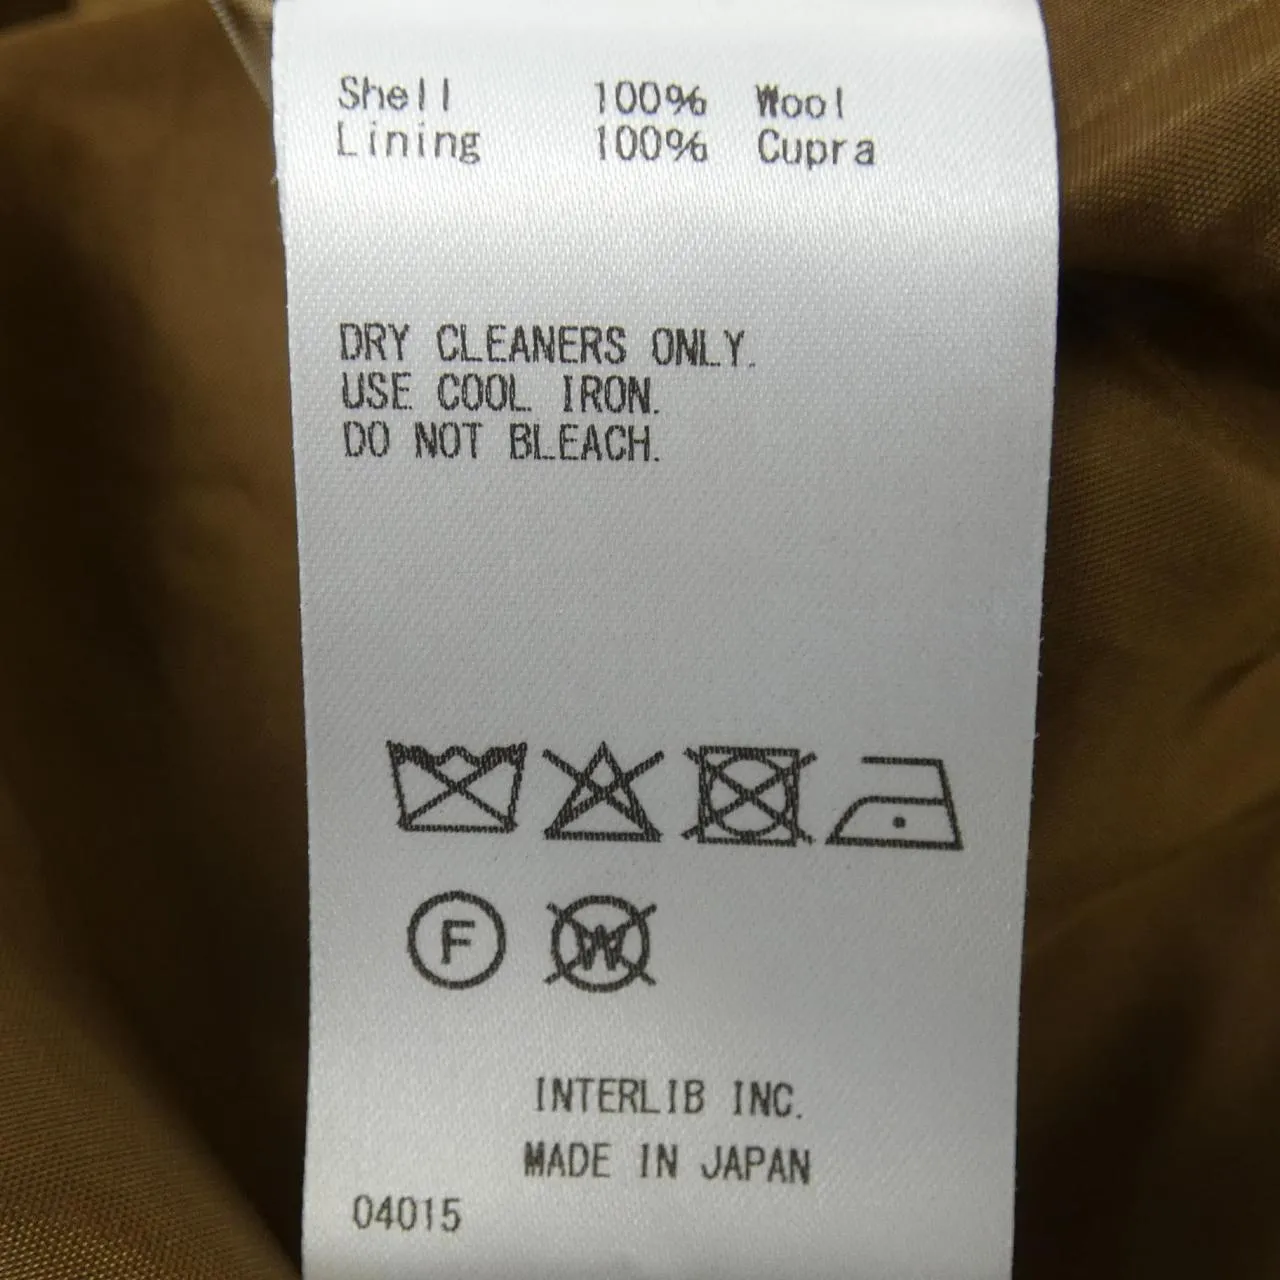 Shell 100% Wool
Lining 100% Cupra
DRY CLEANERS ONLY.
USE COOL IRON.
DO NOT BLEACH.
F W
INTERLIB INC.
MADE IN JAPAN
04015